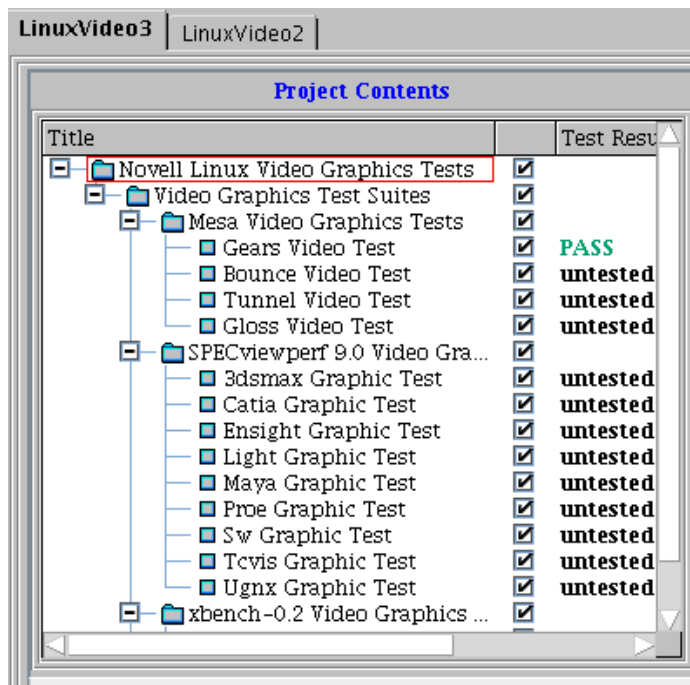 LinuxVideo3 LinuxVideo2
Project Contents
Title Test Resu
Novell Linux Video Graphics Tests
Video Graphics Test Suites
Mesa Video Graphics Tests
Gears Video Test PASS
Bounce Video Test untested
Tunnel Video Test untested
Gloss Video Test untested
SPECviewperf 9.0 Video Gra...
3dsmax Graphic Test untested
Catia Graphic Test untested
Ensight Graphic Test untested
Light Graphic Test untested
Maya Graphic Test untested
Proe Graphic Test untested
Sw Graphic Test untested
Tcvis Graphic Test untested
Ugnx Graphic Test untested
xbench-0.2 Video Graphics ...